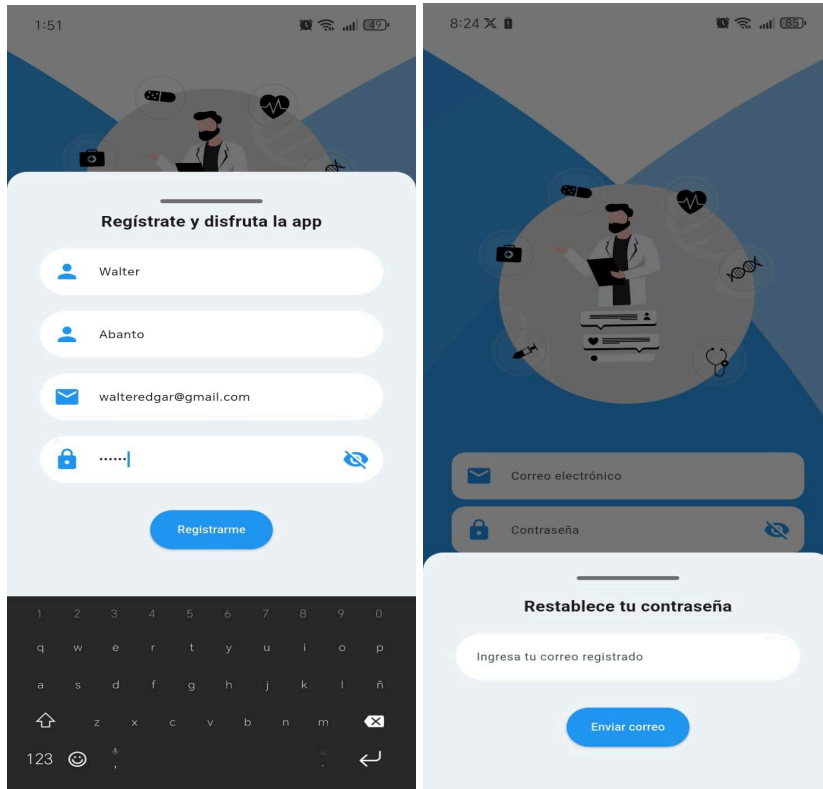 1:51
49
Regístrate y disfruta la app
Walter
Abanto
walteredgar@gmail.com
••••••
Registrarme
1 2 3 4 5 6 7 8 9 0
q w e r t y u i o p
a s d f g h j k l ñ
z x c v b n m
123 , .
8:24 X
85
Correo electrónico
Contraseña
Restablece tu contraseña
Ingresa tu correo registrado
Enviar correo